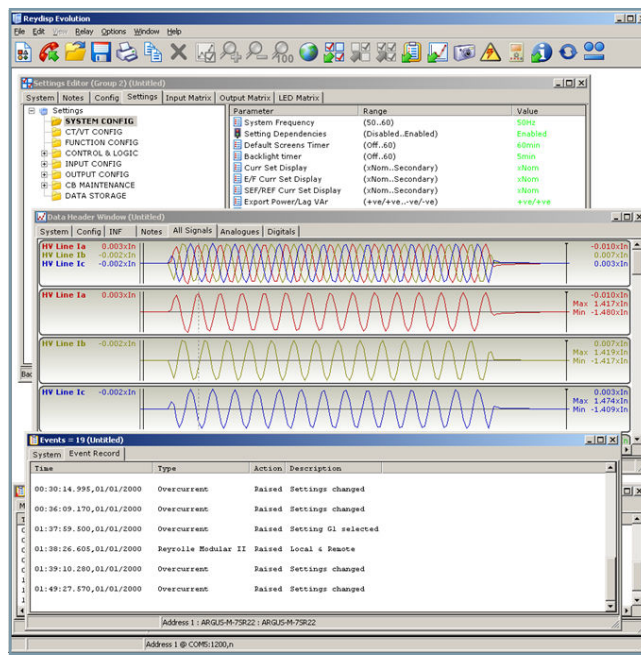 Reydisp Evolution
File Edit View Relay Options Window Help
Settings Editor (Group 2) (Untitled)
System Notes Config Settings Input Matrix Output Matrix LED Matrix
Settings
SYSTEM CONFIG
CT/VT CONFIG
FUNCTION CONFIG
CONTROL & LOGIC
INPUT CONFIG
OUTPUT CONFIG
CB MAINTENANCE
DATA STORAGE
Parameter Range Value
System Frequency (50..60) 50Hz
Setting Dependencies (Disabled..Enabled) Enabled
Default Screens Timer (Off..60) 60min
Backlight timer (Off..60) 5min
Curr Set Display (xNom..Secondary) xNom
E/F Curr Set Display (xNom..Secondary) xNom
SEF/REF Curr Set Display (xNom..Secondary) xNom
Export Power/Lag VAr (+ve/+ve..-ve/-ve) +ve/+ve
Data Header Window (Untitled)
System Config INF Notes All Signals Analogues Digitals
HV Line Ia 0.003xIn -0.010xIn
HV Line Ib -0.002xIn 0.007xIn
HV Line Ic -0.002xIn 0.003xIn
HV Line Ia 0.003xIn -0.010xIn
Max 1.417xIn
Min -1.480xIn
HV Line Ib -0.002xIn 0.007xIn
Max 1.419xIn
Min -1.417xIn
HV Line Ic -0.002xIn 0.003xIn
Max 1.474xIn
Min -1.409xIn
Events = 19 (Untitled)
System Event Record
Time Type Action Description
00:30:14.995,01/01/2000 Overcurrent Raised Settings changed
00:36:09.170,01/01/2000 Overcurrent Raised Settings changed
01:37:59.500,01/01/2000 Overcurrent Raised Setting G1 selected
01:38:26.605,01/01/2000 Reyrolle Modular II Raised Local & Remote
01:39:10.280,01/01/2000 Overcurrent Raised Settings changed
01:49:27.570,01/01/2000 Overcurrent Raised Settings changed
Address 1 : ARGUS-M-7SR22 : ARGUS-M-7SR22
Address 1 @ COM5:1200,n